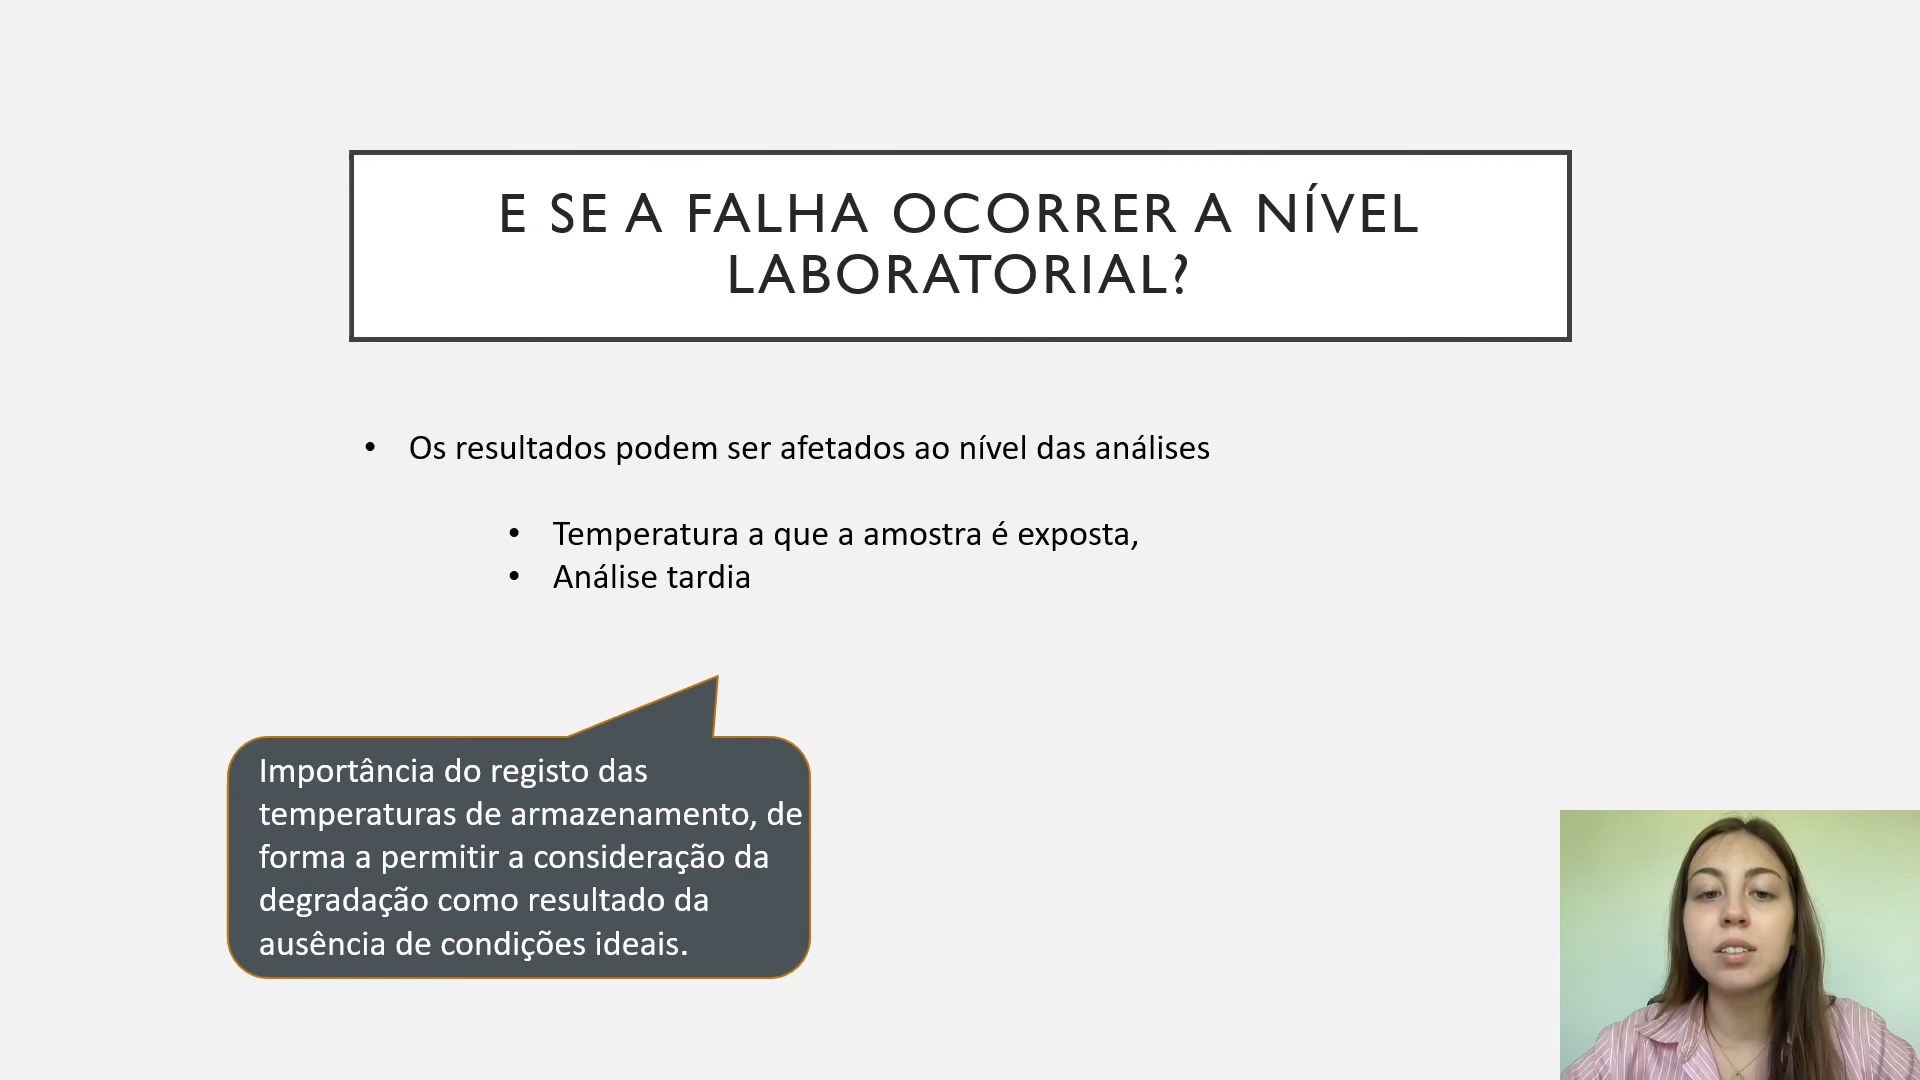 E SE A FALHA OCORRER A NÍVEL
LABORATORIAL?
• Os resultados podem ser afetados ao nível das análises
• Temperatura a que a amostra é exposta,
• Análise tardia
Importância do registo das
temperaturas de armazenamento, de
forma a permitir a consideração da
degradação como resultado da
ausência de condições ideais.